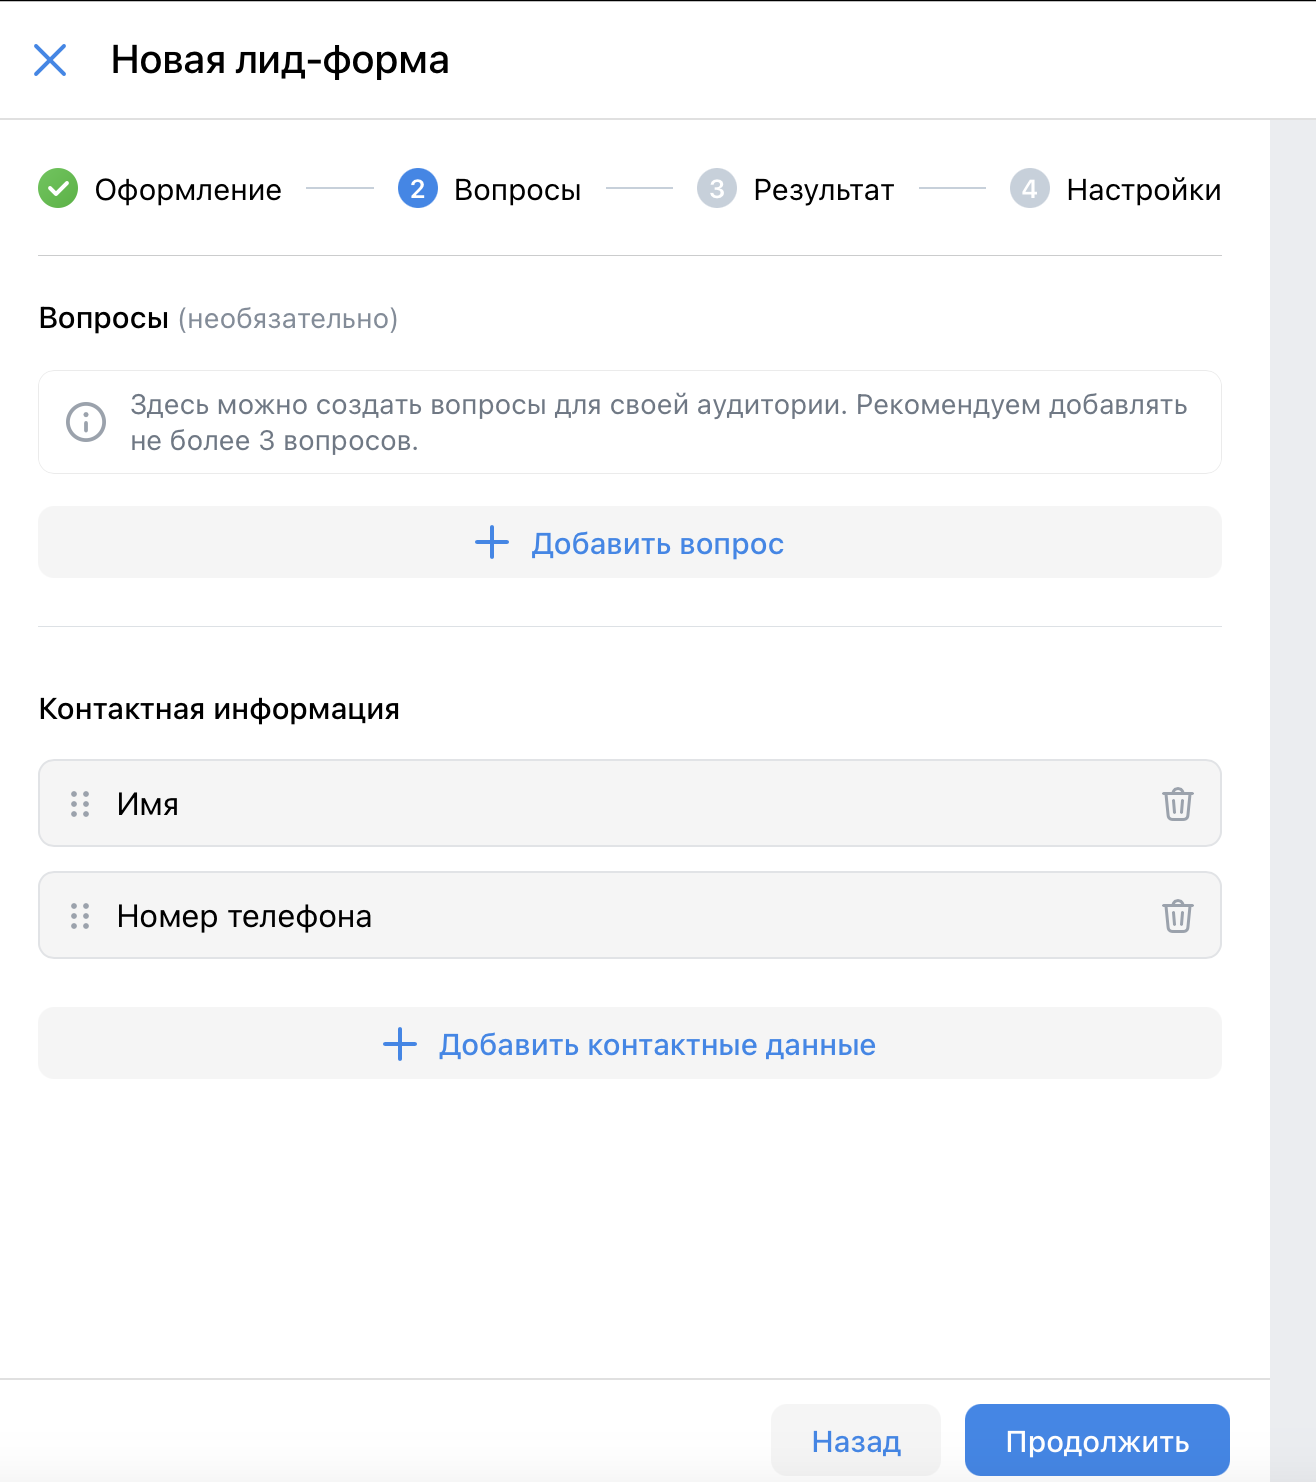 Новая лид-форма
Оформление 2 Вопросы 3 Результат 4 Настройки
Вопросы (необязательно)
Здесь можно создать вопросы для своей аудитории. Рекомендуем добавлять
не более 3 вопросов.
Добавить вопрос
Контактная информация
Имя
Номер телефона
Добавить контактные данные
Назад Продолжить